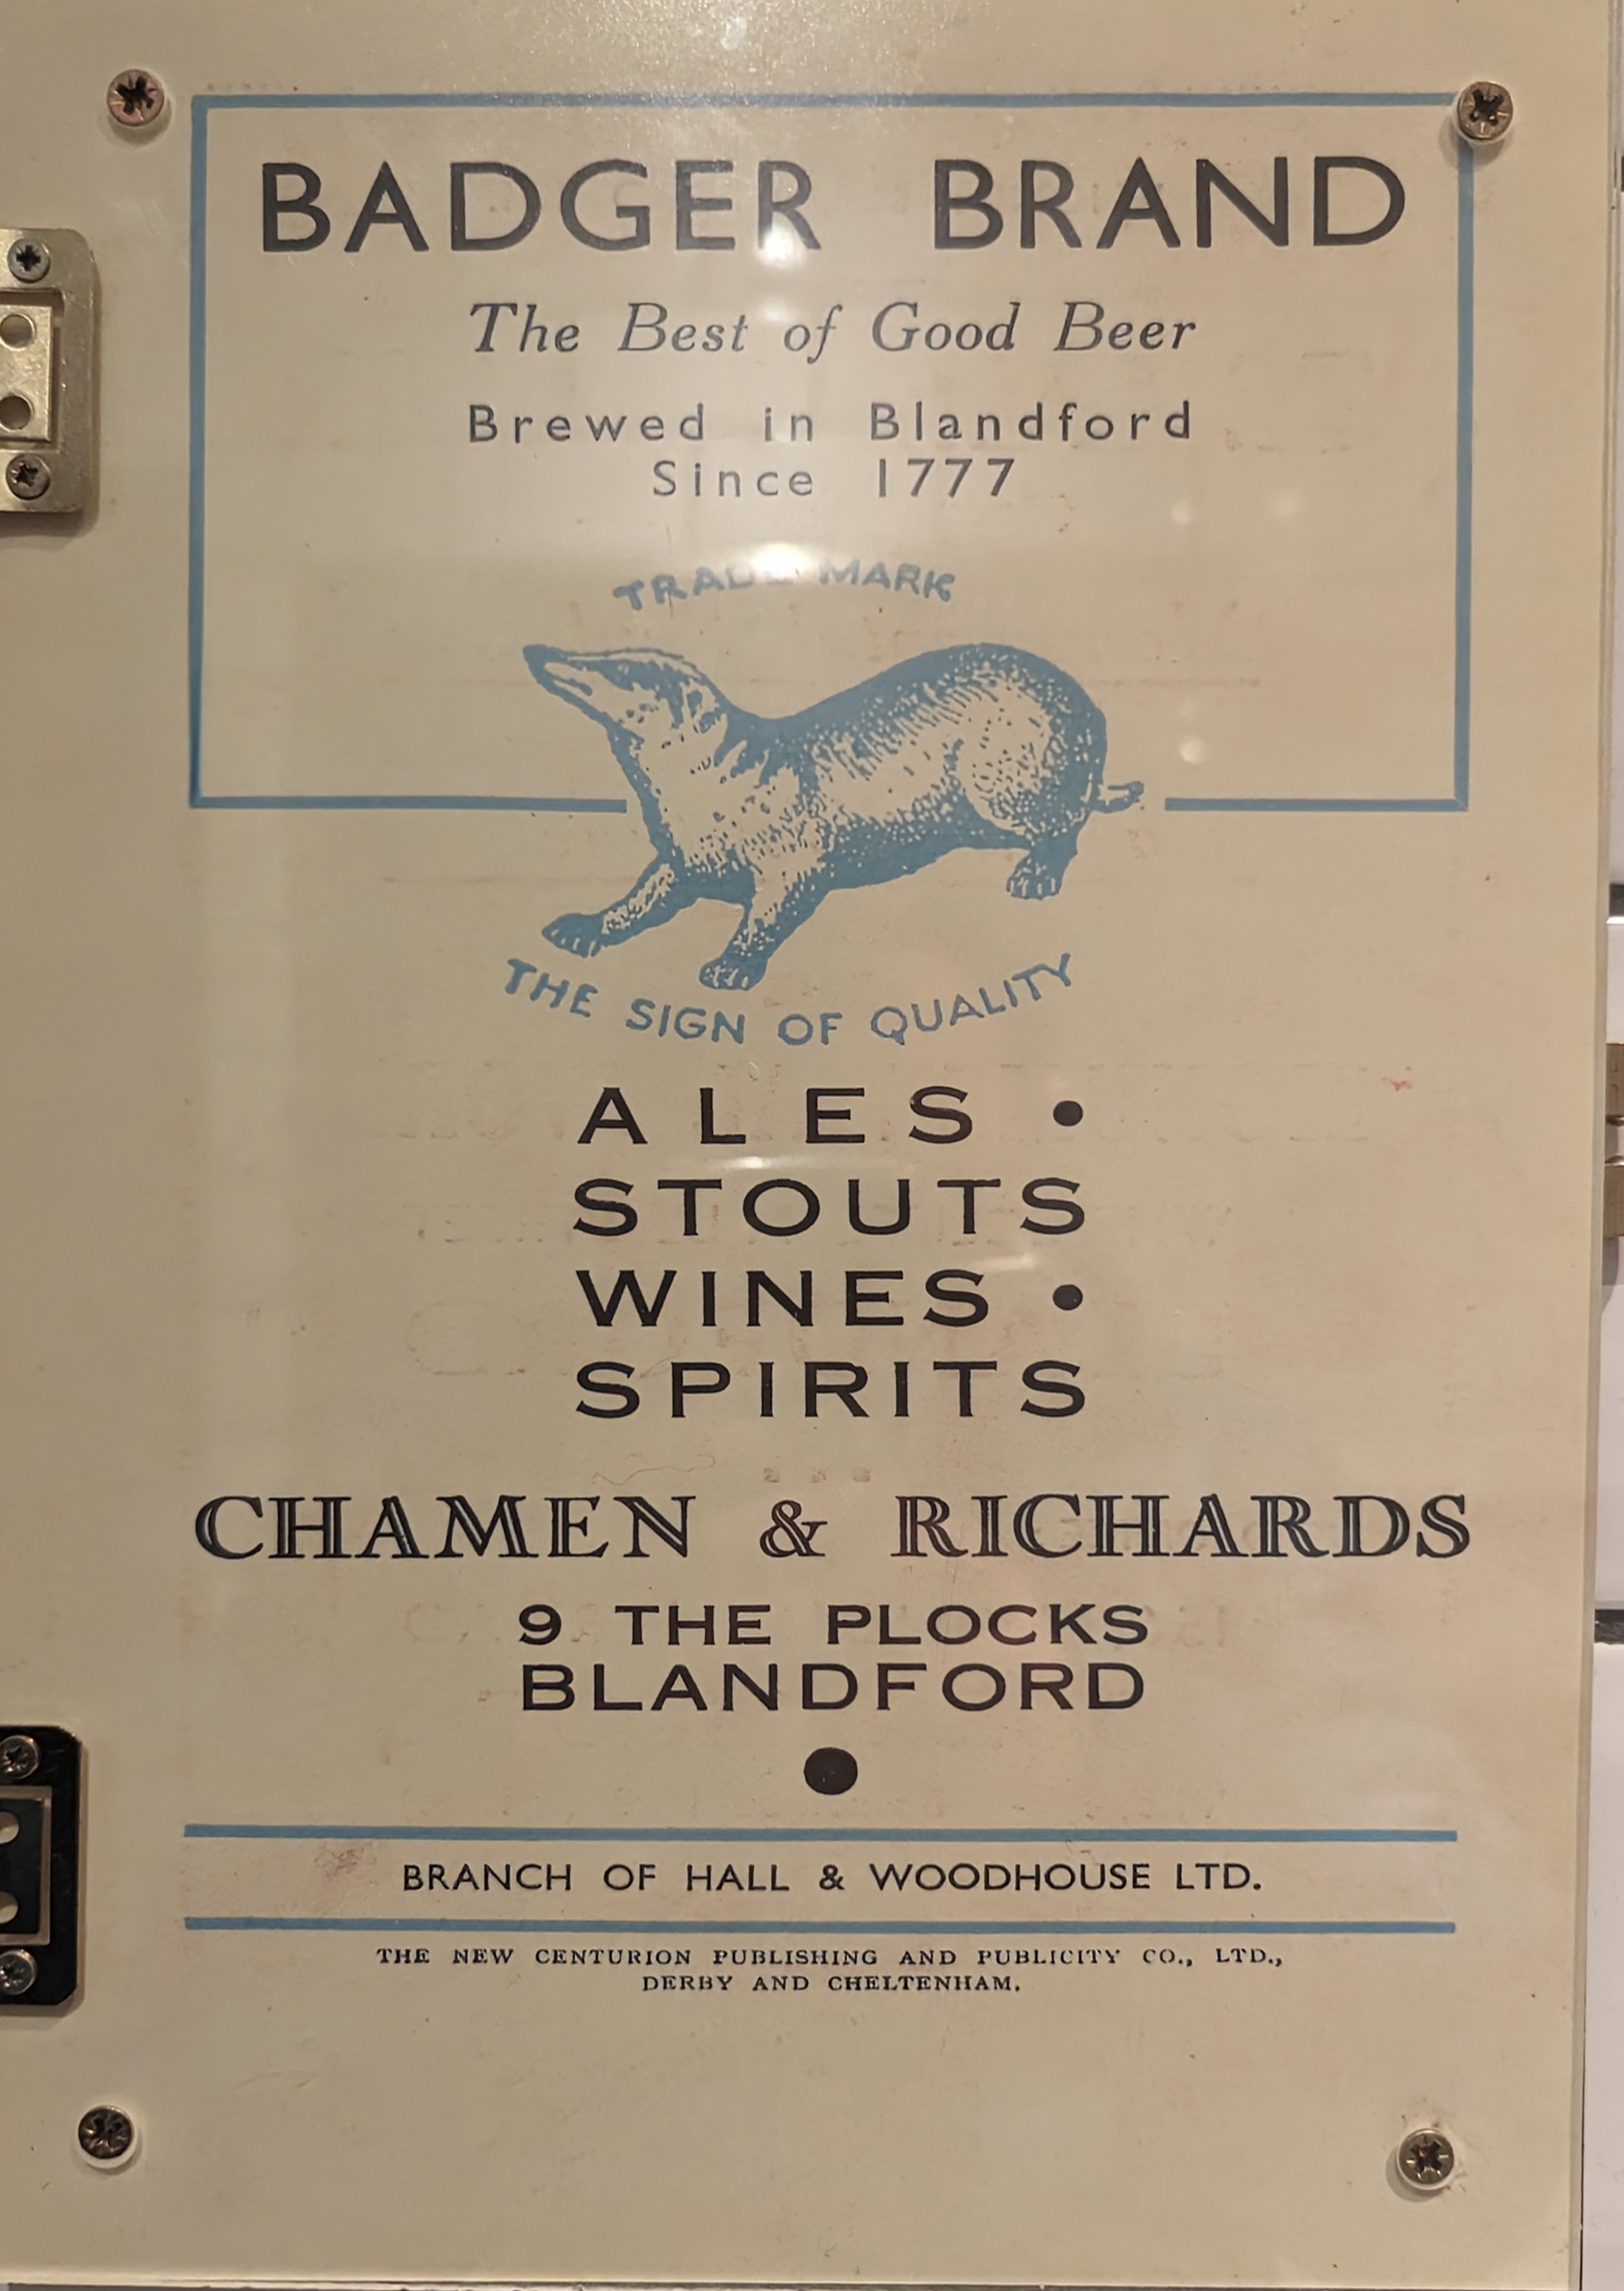 BADGER BRAND
The Best of Good Beer
Brewed in Blandford
Since 1777
TRADE MARK
THE SIGN OF QUALITY
ALES •
STOUTS
WINES •
SPIRITS
CHAMEN & RICHARDS
9 THE PLOCKS
BLANDFORD
BRANCH OF HALL & WOODHOUSE LTD.
THE NEW CENTURION PUBLISHING AND PUBLICITY CO., LTD.,
DERBY AND CHELTENHAM.